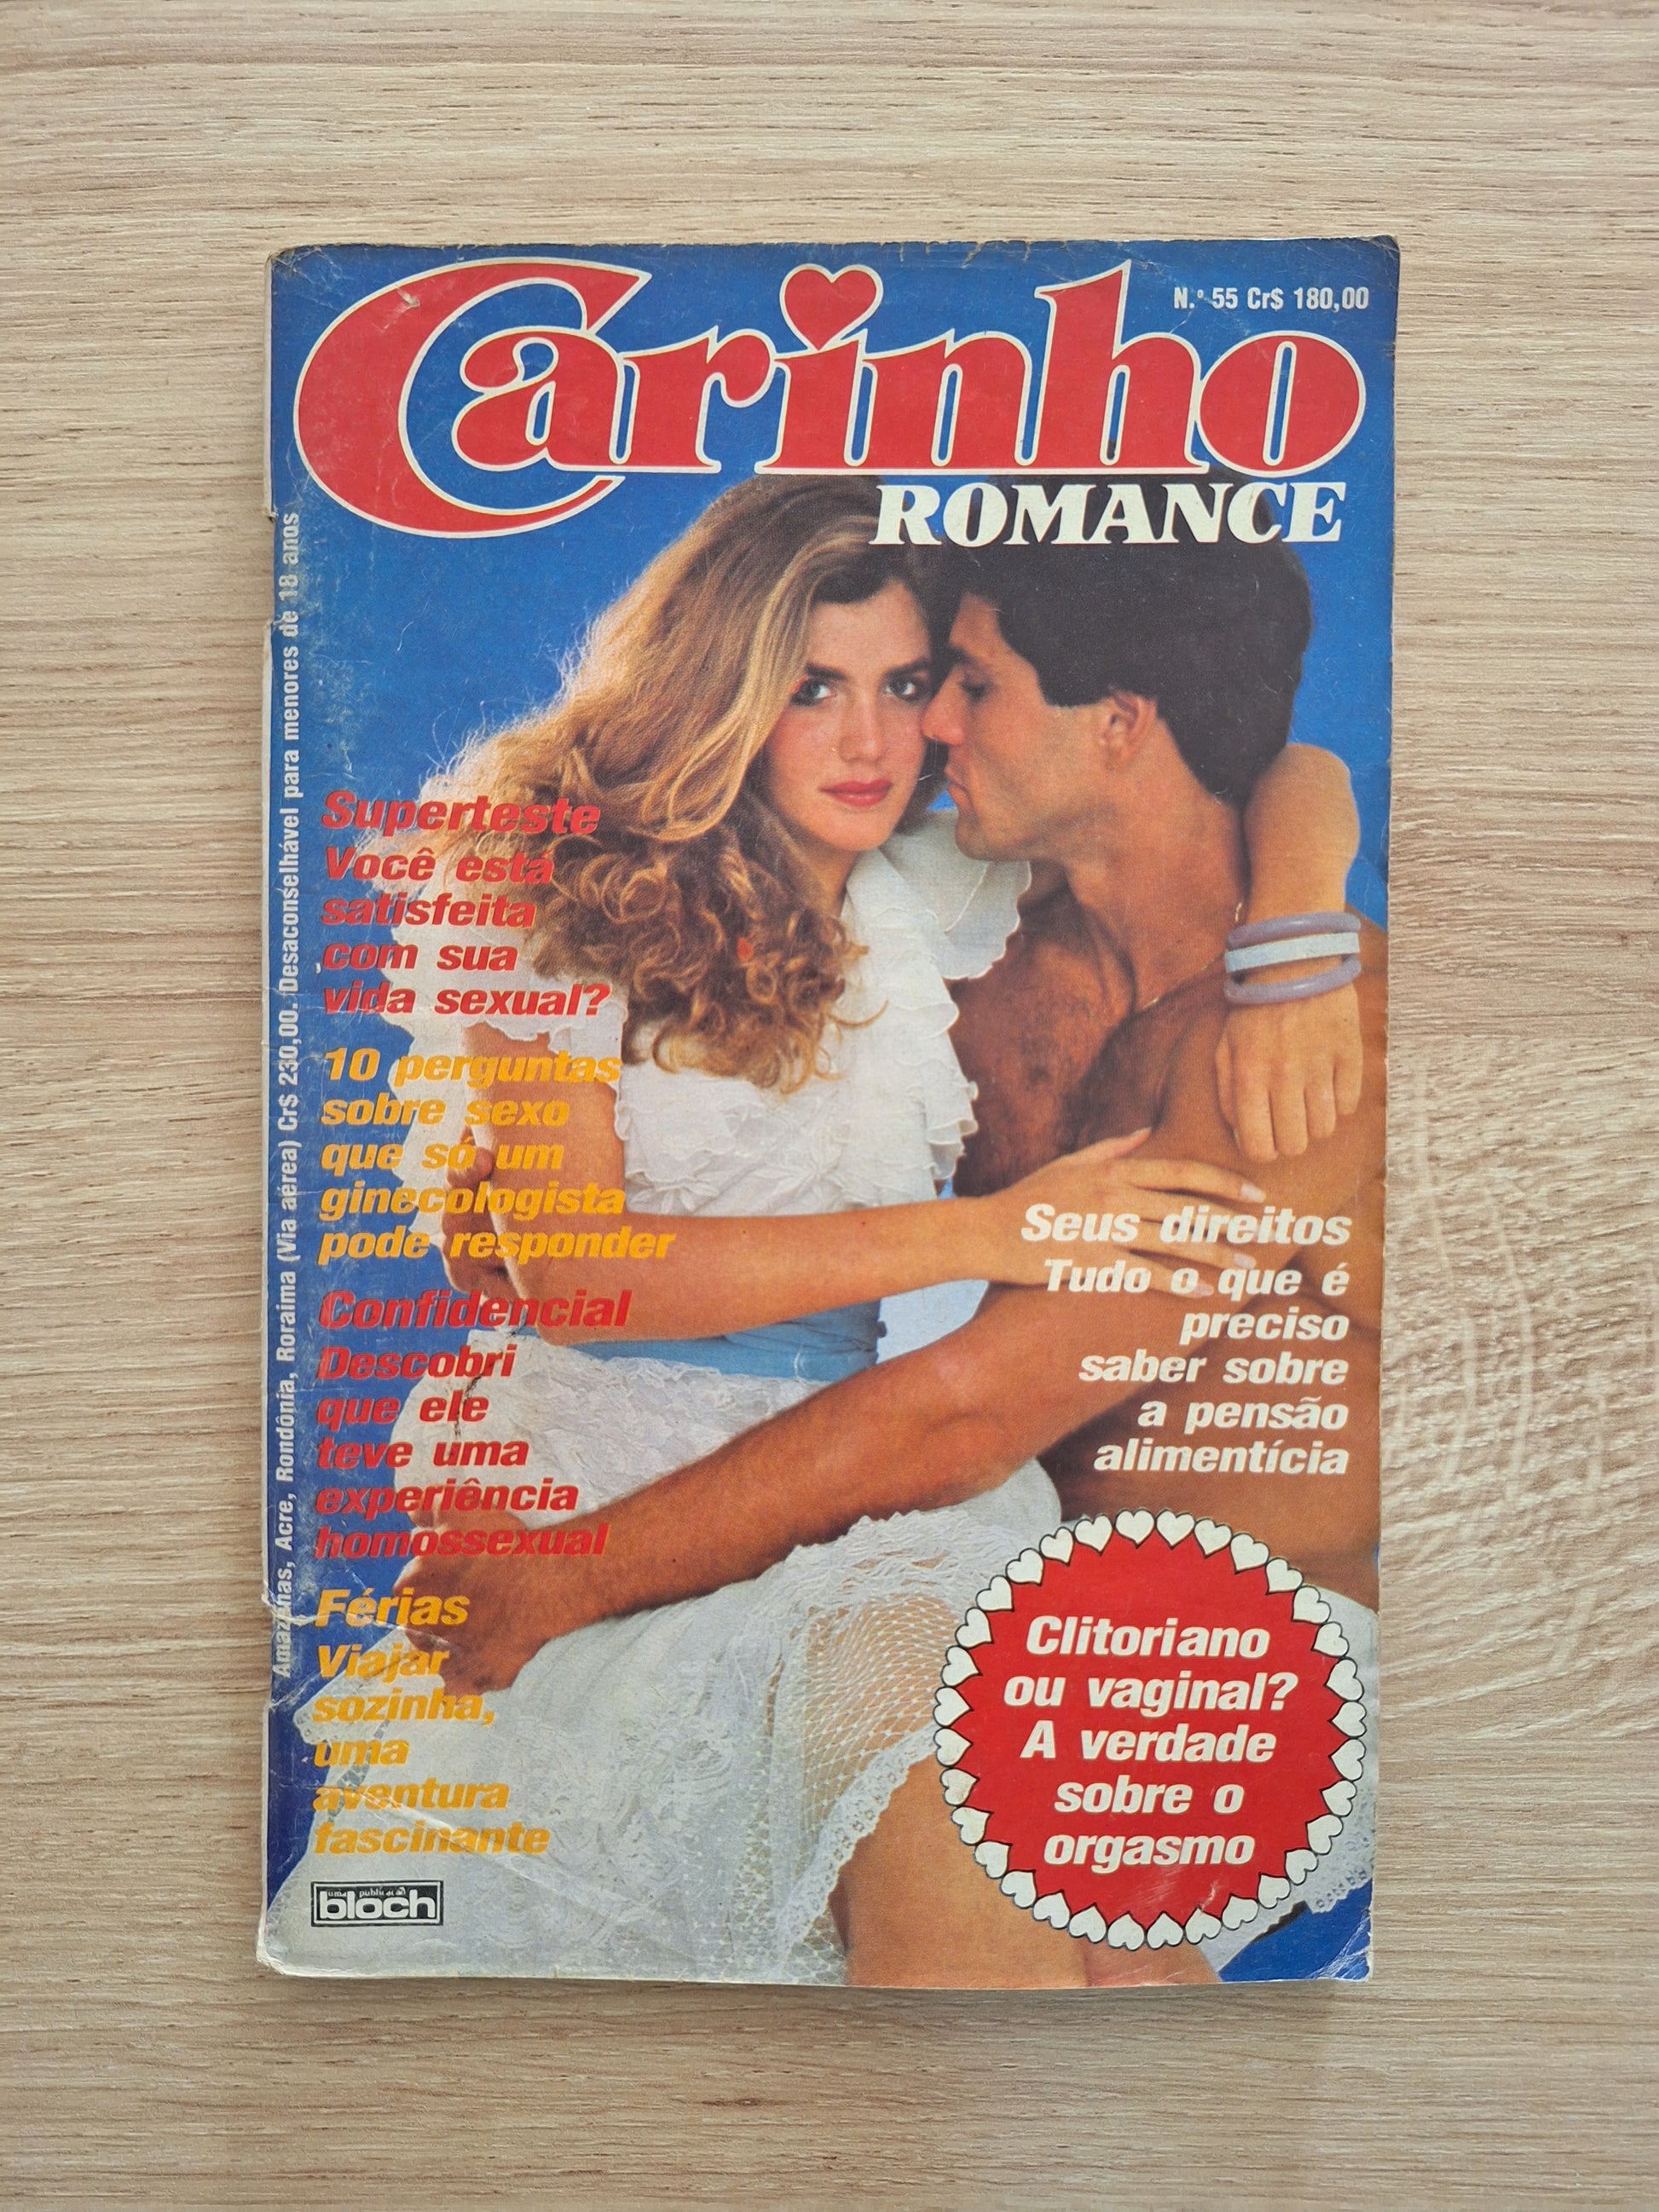 Carinho
N.º 55 Cr$ 180,00
ROMANCE
Amazonas, Acre, Rondônia, Roraima (Via aérea) Cr$ 230,00. Desaconselhável para menores de 18 anos
Superteste
Você está
satisfeita
com sua
vida sexual?
10 perguntas
sobre sexo
que só um
ginecologista
pode responder
Confidencial
Descobri
que ele
teve uma
experiência
homossexual
Férias
Viajar
sozinha,
uma
aventura
fascinante
Seus direitos
Tudo o que é
preciso
saber sobre
a pensão
alimentícia
Clitoriano
ou vaginal?
A verdade
sobre o
orgasmo
uma publicação
bloch